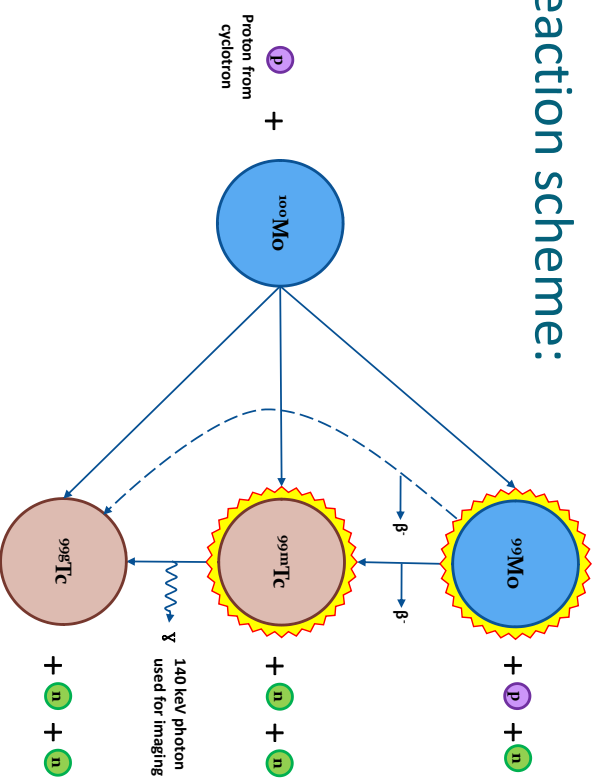 eaction scheme:
⁹⁹Mo + p + n
β⁻
β⁻
p + ¹⁰⁰Mo
⁹⁹ᵐTc + n + n
Proton from
cyclotron
140 keV photon
used for imaging
γ
⁹⁹ᵍTc + n + n